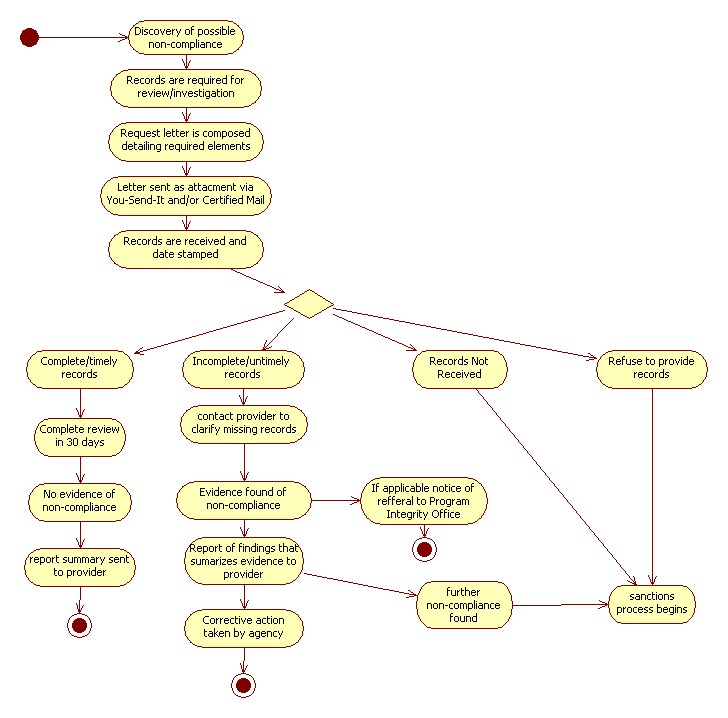 Discovery of possible
non-compliance
Records are required for
review/investigation
Request letter is composed
detailing required elements
Letter sent as attacment via
You-Send-It and/or Certified Mail
Records are received and
date stamped
Complete/timely
records
Incomplete/untimely
records
Records Not
Received
Refuse to provide
records
contact provider to
clarify missing records
Complete review
in 30 days
No evidence of
non-compliance
Evidence found of
non-compliance
If applicable notice of
refferal to Program
Integrity Office
report summary sent
to provider
Report of findings that
sumarizes evidence to
provider
further
non-compliance
found
sanctions
process begins
Corrective action
taken by agency